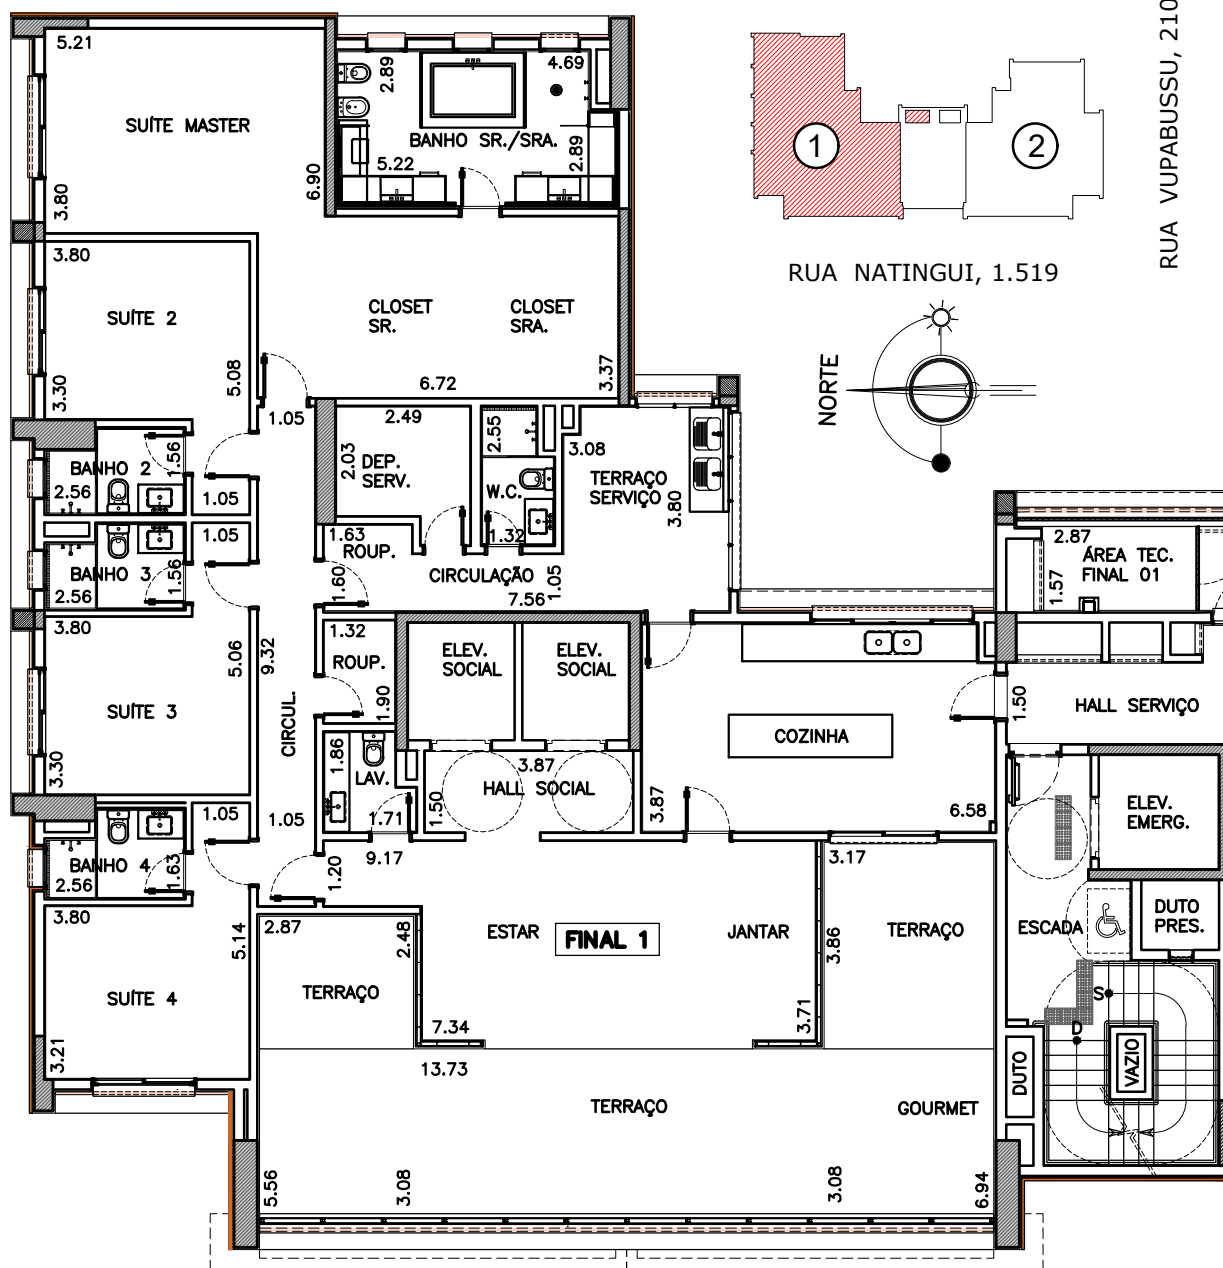 5.21
SUÍTE MASTER
3.80
6.90
2.89
4.69
BANHO SR./SRA.
5.22
2.89
1
2
RUA VUPABUSSU, 210
RUA NATINGUI, 1.519
NORTE
3.80
SUÍTE 2
3.30
5.08
CLOSET
SR.
CLOSET
SRA.
6.72
3.37
1.05
2.49
2.03
DEP.
SERV.
2.55
W.C.
1.32
3.08
TERRAÇO
SERVIÇO
3.80
BANHO 2
1.56
2.56
1.05
1.05
BANHO 3
1.56
2.56
1.63
ROUP.
1.60
CIRCULAÇÃO
7.56
1.05
2.87
ÁREA TEC.
FINAL 01
1.57
3.80
SUÍTE 3
3.30
5.06
9.32
CIRCUL.
1.05
1.32
ROUP.
1.90
ELEV.
SOCIAL
ELEV.
SOCIAL
3.87
HALL SOCIAL
1.50
1.86
LAV.
1.71
COZINHA
3.87
6.58
1.50
HALL SERVIÇO
ELEV.
EMERG.
1.05
BANHO 4
1.63
2.56
1.20
9.17
3.17
3.80
SUÍTE 4
3.21
5.14
2.87
2.48
TERRAÇO
ESTAR
FINAL 1
JANTAR
7.34
3.71
3.86
TERRAÇO
ESCADA
DUTO
PRES.
S
D
VAZIO
DUTO
13.73
TERRAÇO
GOURMET
5.56
3.08
3.08
6.94